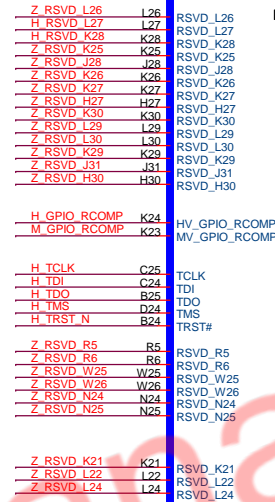 Z_RSVD_L26 L26 RSVD_L26
H_RSVD_L27 L27 RSVD_L27
H_RSVD_K28 K28 RSVD_K28
Z_RSVD_K25 K25 RSVD_K25
Z_RSVD_J28 J28 RSVD_J28
Z_RSVD_K26 K26 RSVD_K26
Z_RSVD_K27 K27 RSVD_K27
Z_RSVD_H27 H27 RSVD_H27
Z_RSVD_K30 K30 RSVD_K30
Z_RSVD_L29 L29 RSVD_L29
Z_RSVD_L30 L30 RSVD_L30
Z_RSVD_K29 K29 RSVD_K29
Z_RSVD_J31 J31 RSVD_J31
Z_RSVD_H30 H30 RSVD_H30
H_GPIO_RCOMP K24 HV_GPIO_RCOMP
M_GPIO_RCOMP K23 MV_GPIO_RCOMP
H_TCLK C25 TCLK
H_TDI C24 TDI
H_TDO B25 TDO
H_TMS D24 TMS
H_TRST_N B24 TRST#
Z_RSVD_R5 R5 RSVD_R5
Z_RSVD_R6 R6 RSVD_R6
Z_RSVD_W25 W25 RSVD_W25
Z_RSVD_W26 W26 RSVD_W26
Z_RSVD_N24 N24 RSVD_N24
Z_RSVD_N25 N25 RSVD_N25
Z_RSVD_K21 K21 RSVD_K21
Z_RSVD_L22 L22 RSVD_L22
Z_RSVD_L24 L24 RSVD_L24